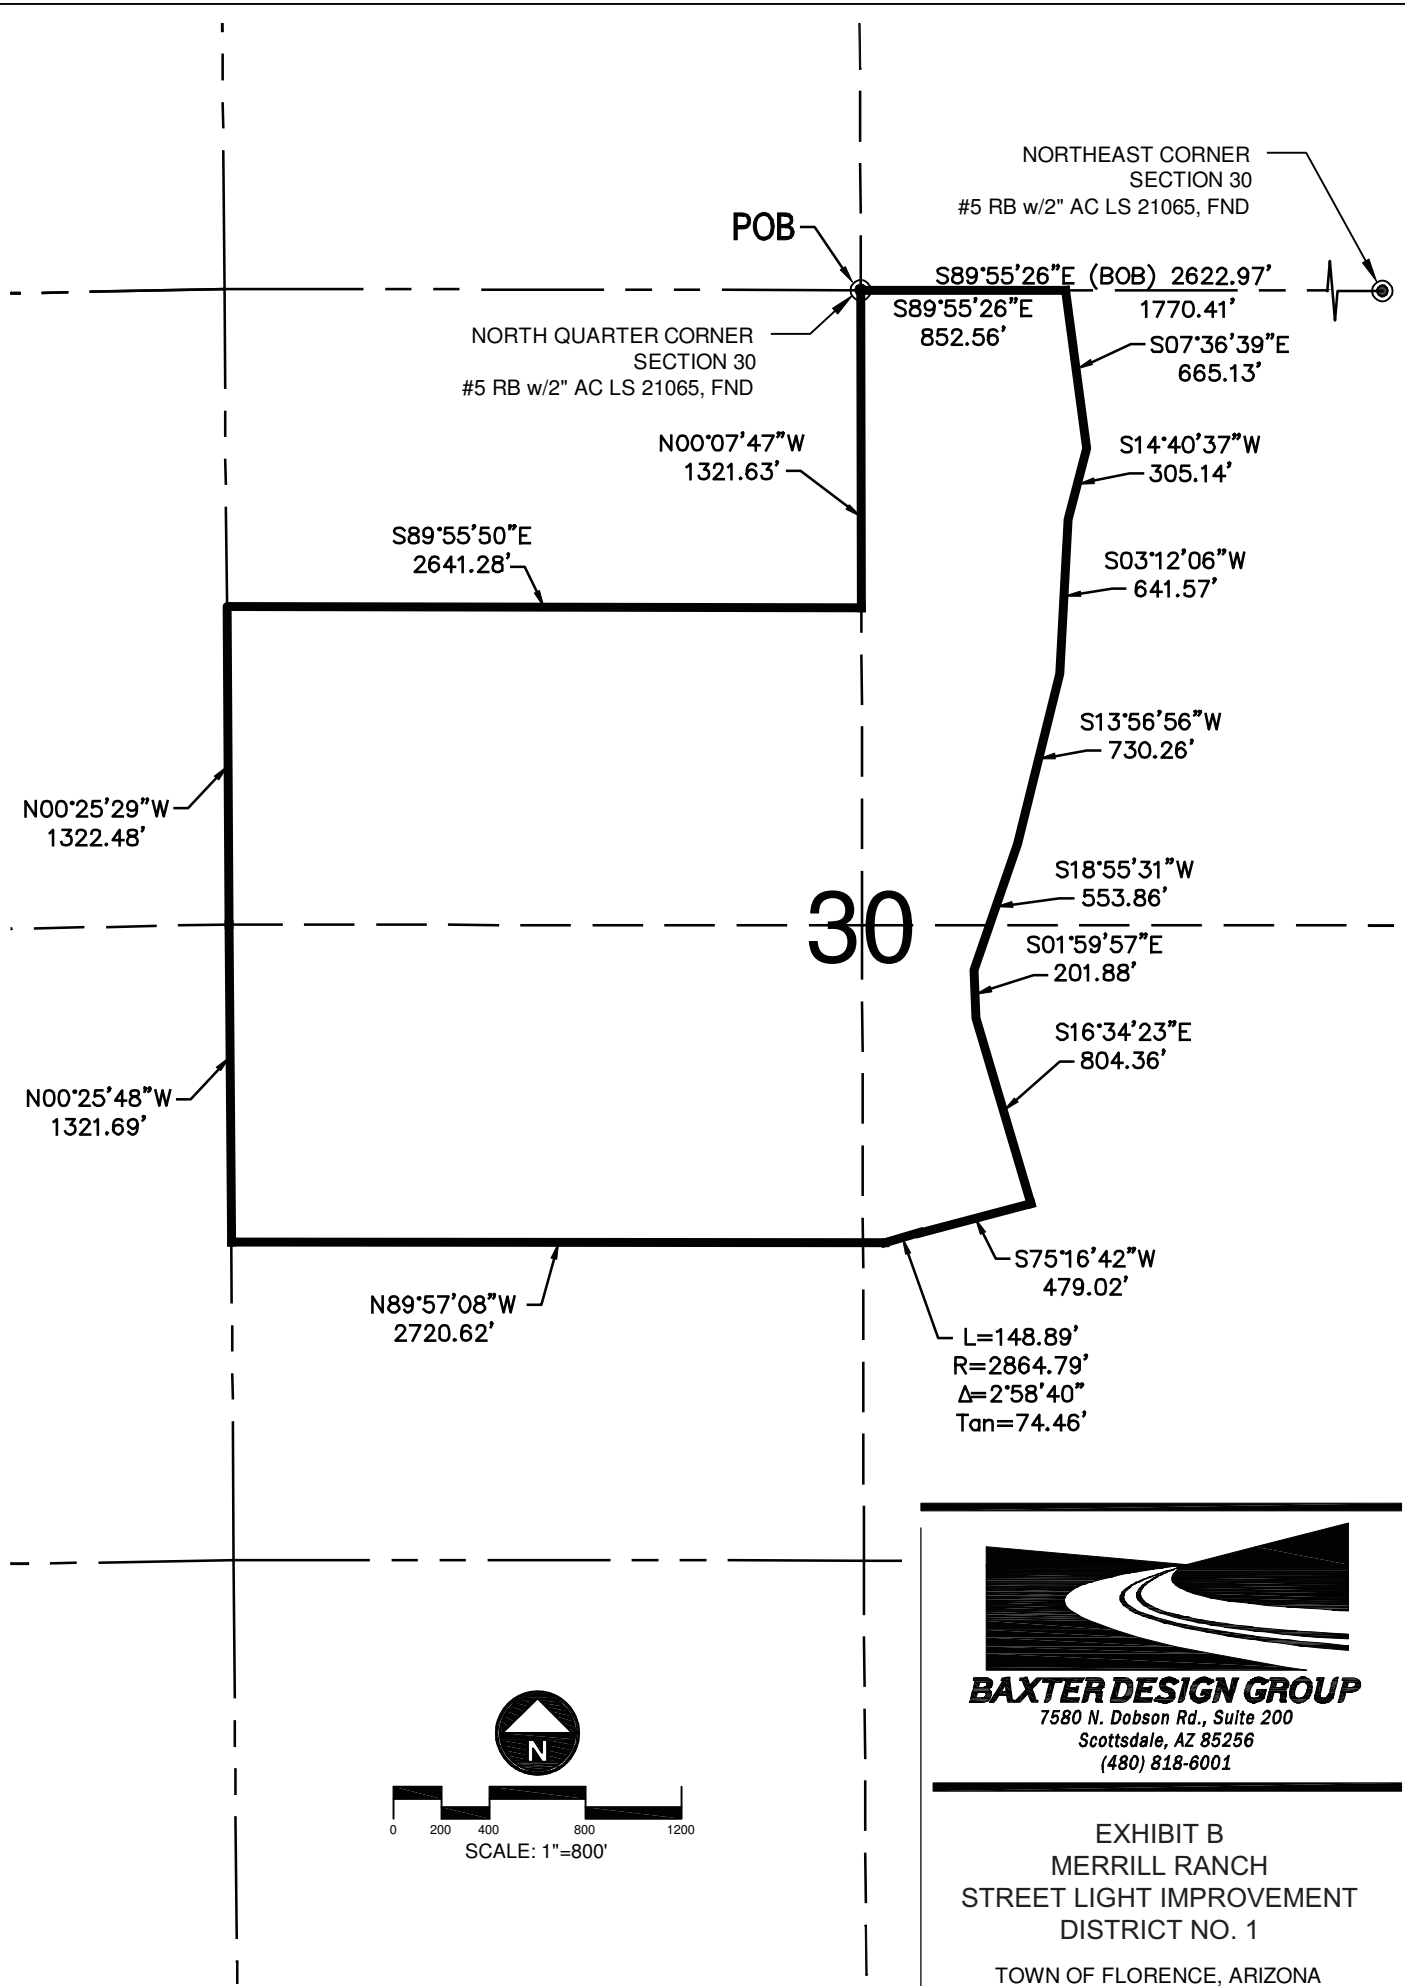 NORTHEAST CORNER
SECTION 30
#5 RB w/2" AC LS 21065, FND
POB
S89°55'26"E (BOB) 2622.97'
S89°55'26"E
852.56'
1770.41'
NORTH QUARTER CORNER
SECTION 30
#5 RB w/2" AC LS 21065, FND
S07°36'39"E
665.13'
N00°07'47"W
1321.63'
S14°40'37"W
305.14'
S89°55'50"E
2641.28'
S03°12'06"W
641.57'
S13°56'56"W
730.26'
N00°25'29"W
1322.48'
S18°55'31"W
553.86'
30
S01°59'57"E
201.88'
S16°34'23"E
804.36'
N00°25'48"W
1321.69'
S75°16'42"W
479.02'
N89°57'08"W
2720.62'
L=148.89'
R=2864.79'
Δ=2°58'40"
Tan=74.46'
BAXTER DESIGN GROUP
7580 N. Dobson Rd., Suite 200
Scottsdale, AZ 85256
(480) 818-6001
N
0 200 400 800 1200
SCALE: 1"=800'
EXHIBIT B
MERRILL RANCH
STREET LIGHT IMPROVEMENT
DISTRICT NO. 1
TOWN OF FLORENCE, ARIZONA